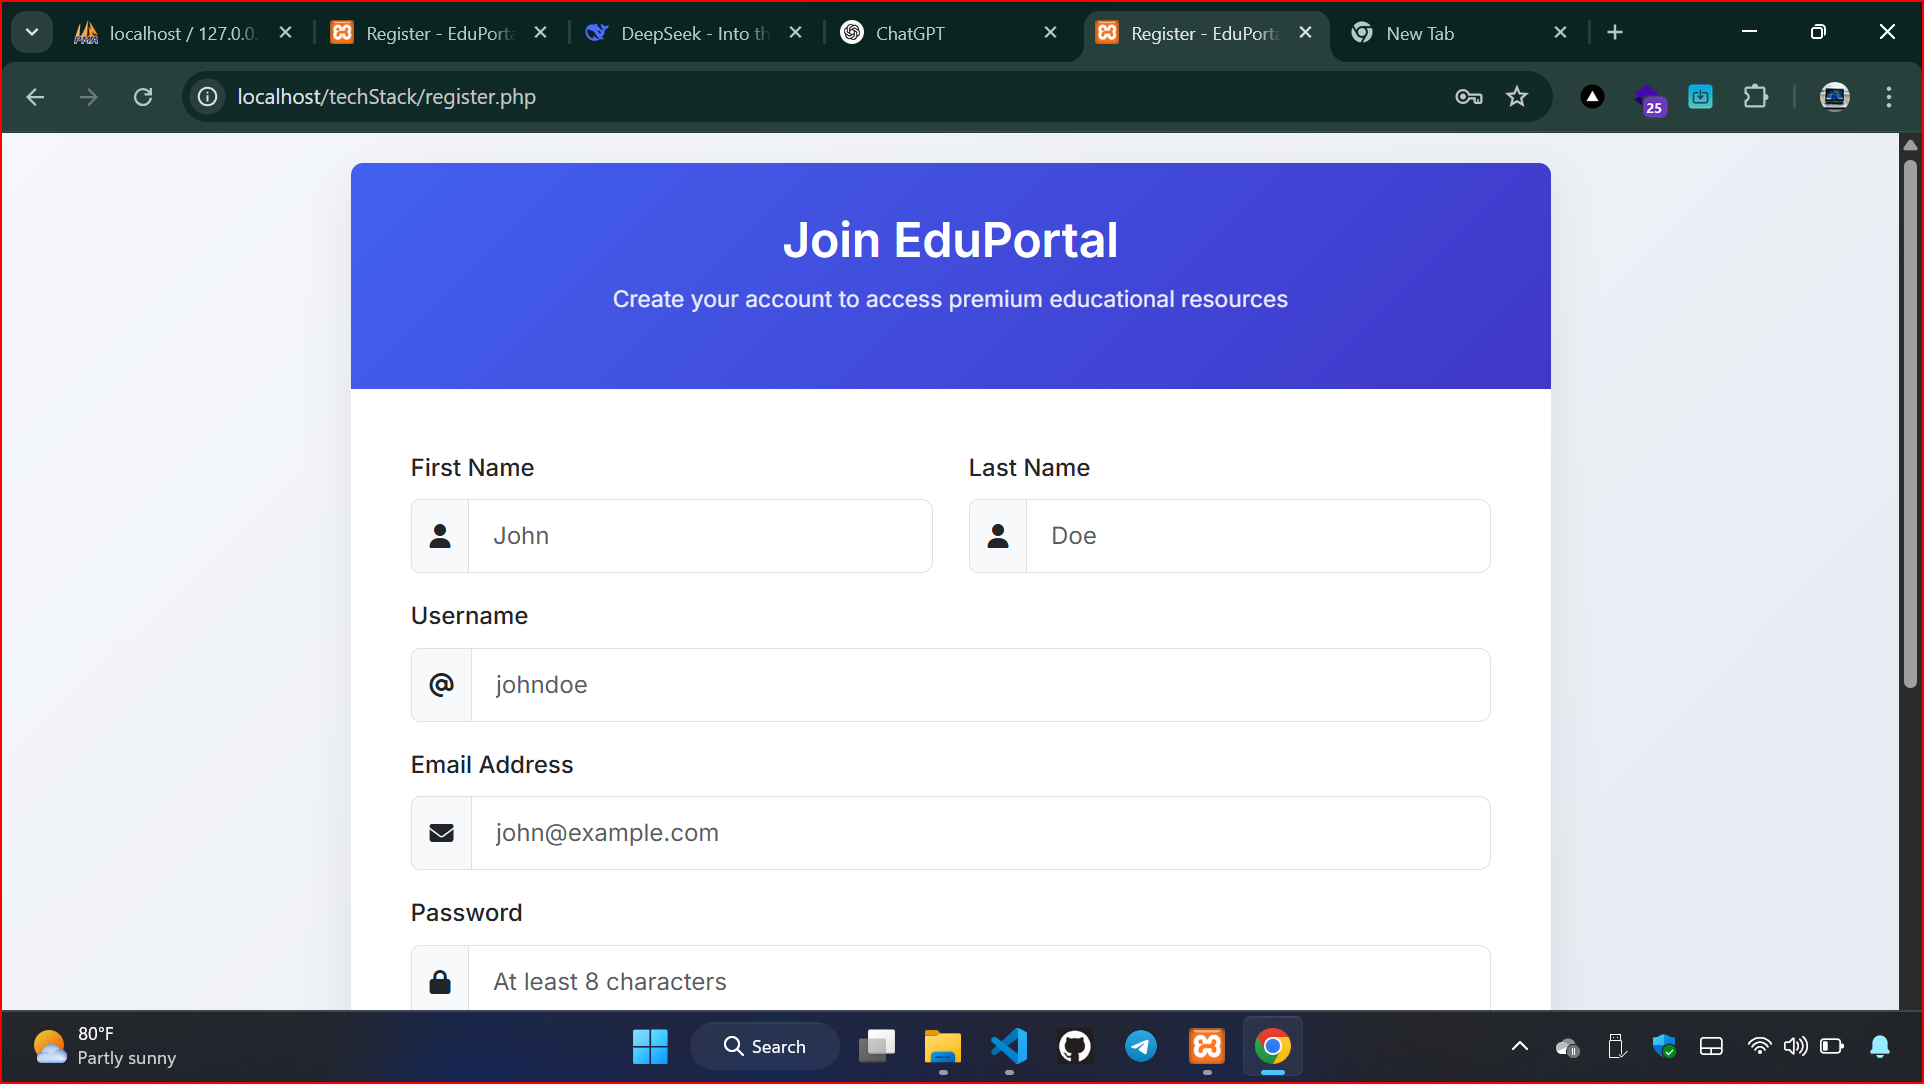 localhost / 127.0.0.
Register - EduPorta
DeepSeek - Into th
ChatGPT
Register - EduPorta
New Tab
localhost/techStack/register.php
25
Join EduPortal
Create your account to access premium educational resources
First Name
Last Name
John
Doe
Username
@
johndoe
Email Address
john@example.com
Password
At least 8 characters
80°F
Partly sunny
Search